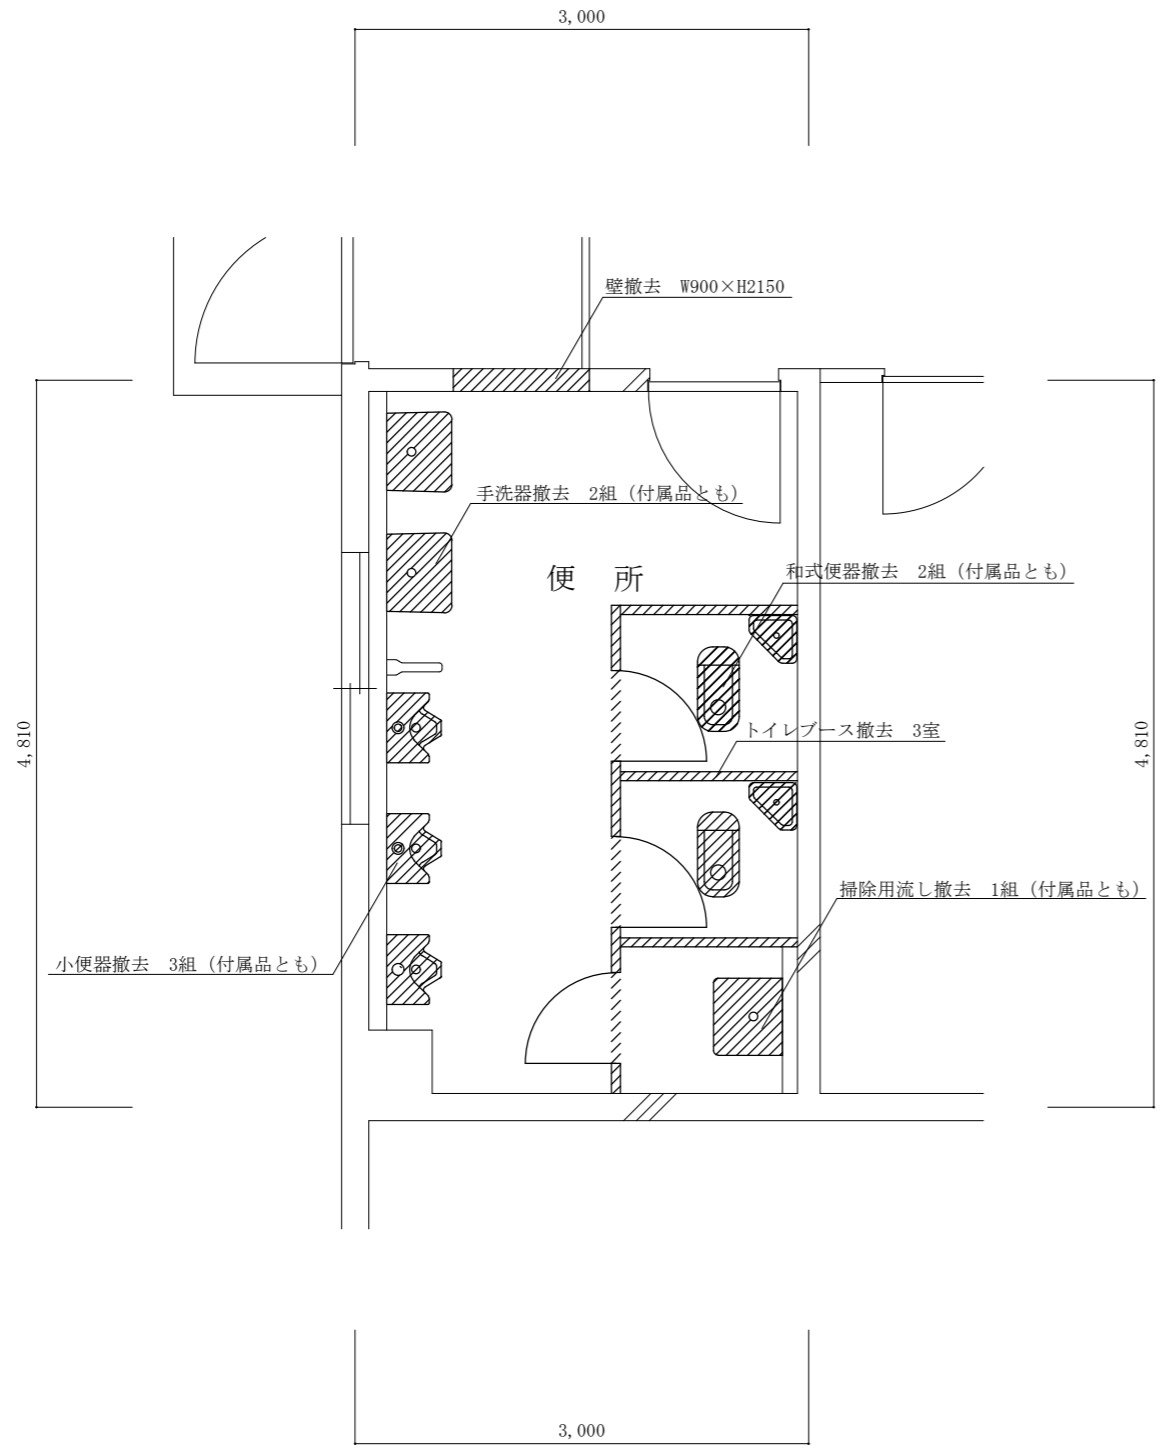 3,000
壁撤去　W900×H2150
手洗器撤去　2組（付属品とも）
便　所
和式便器撤去　2組（付属品とも）
4,810
4,810
トイレブース撤去　3室
掃除用流し撤去　1組（付属品とも）
小便器撤去　3組（付属品とも）
3,000